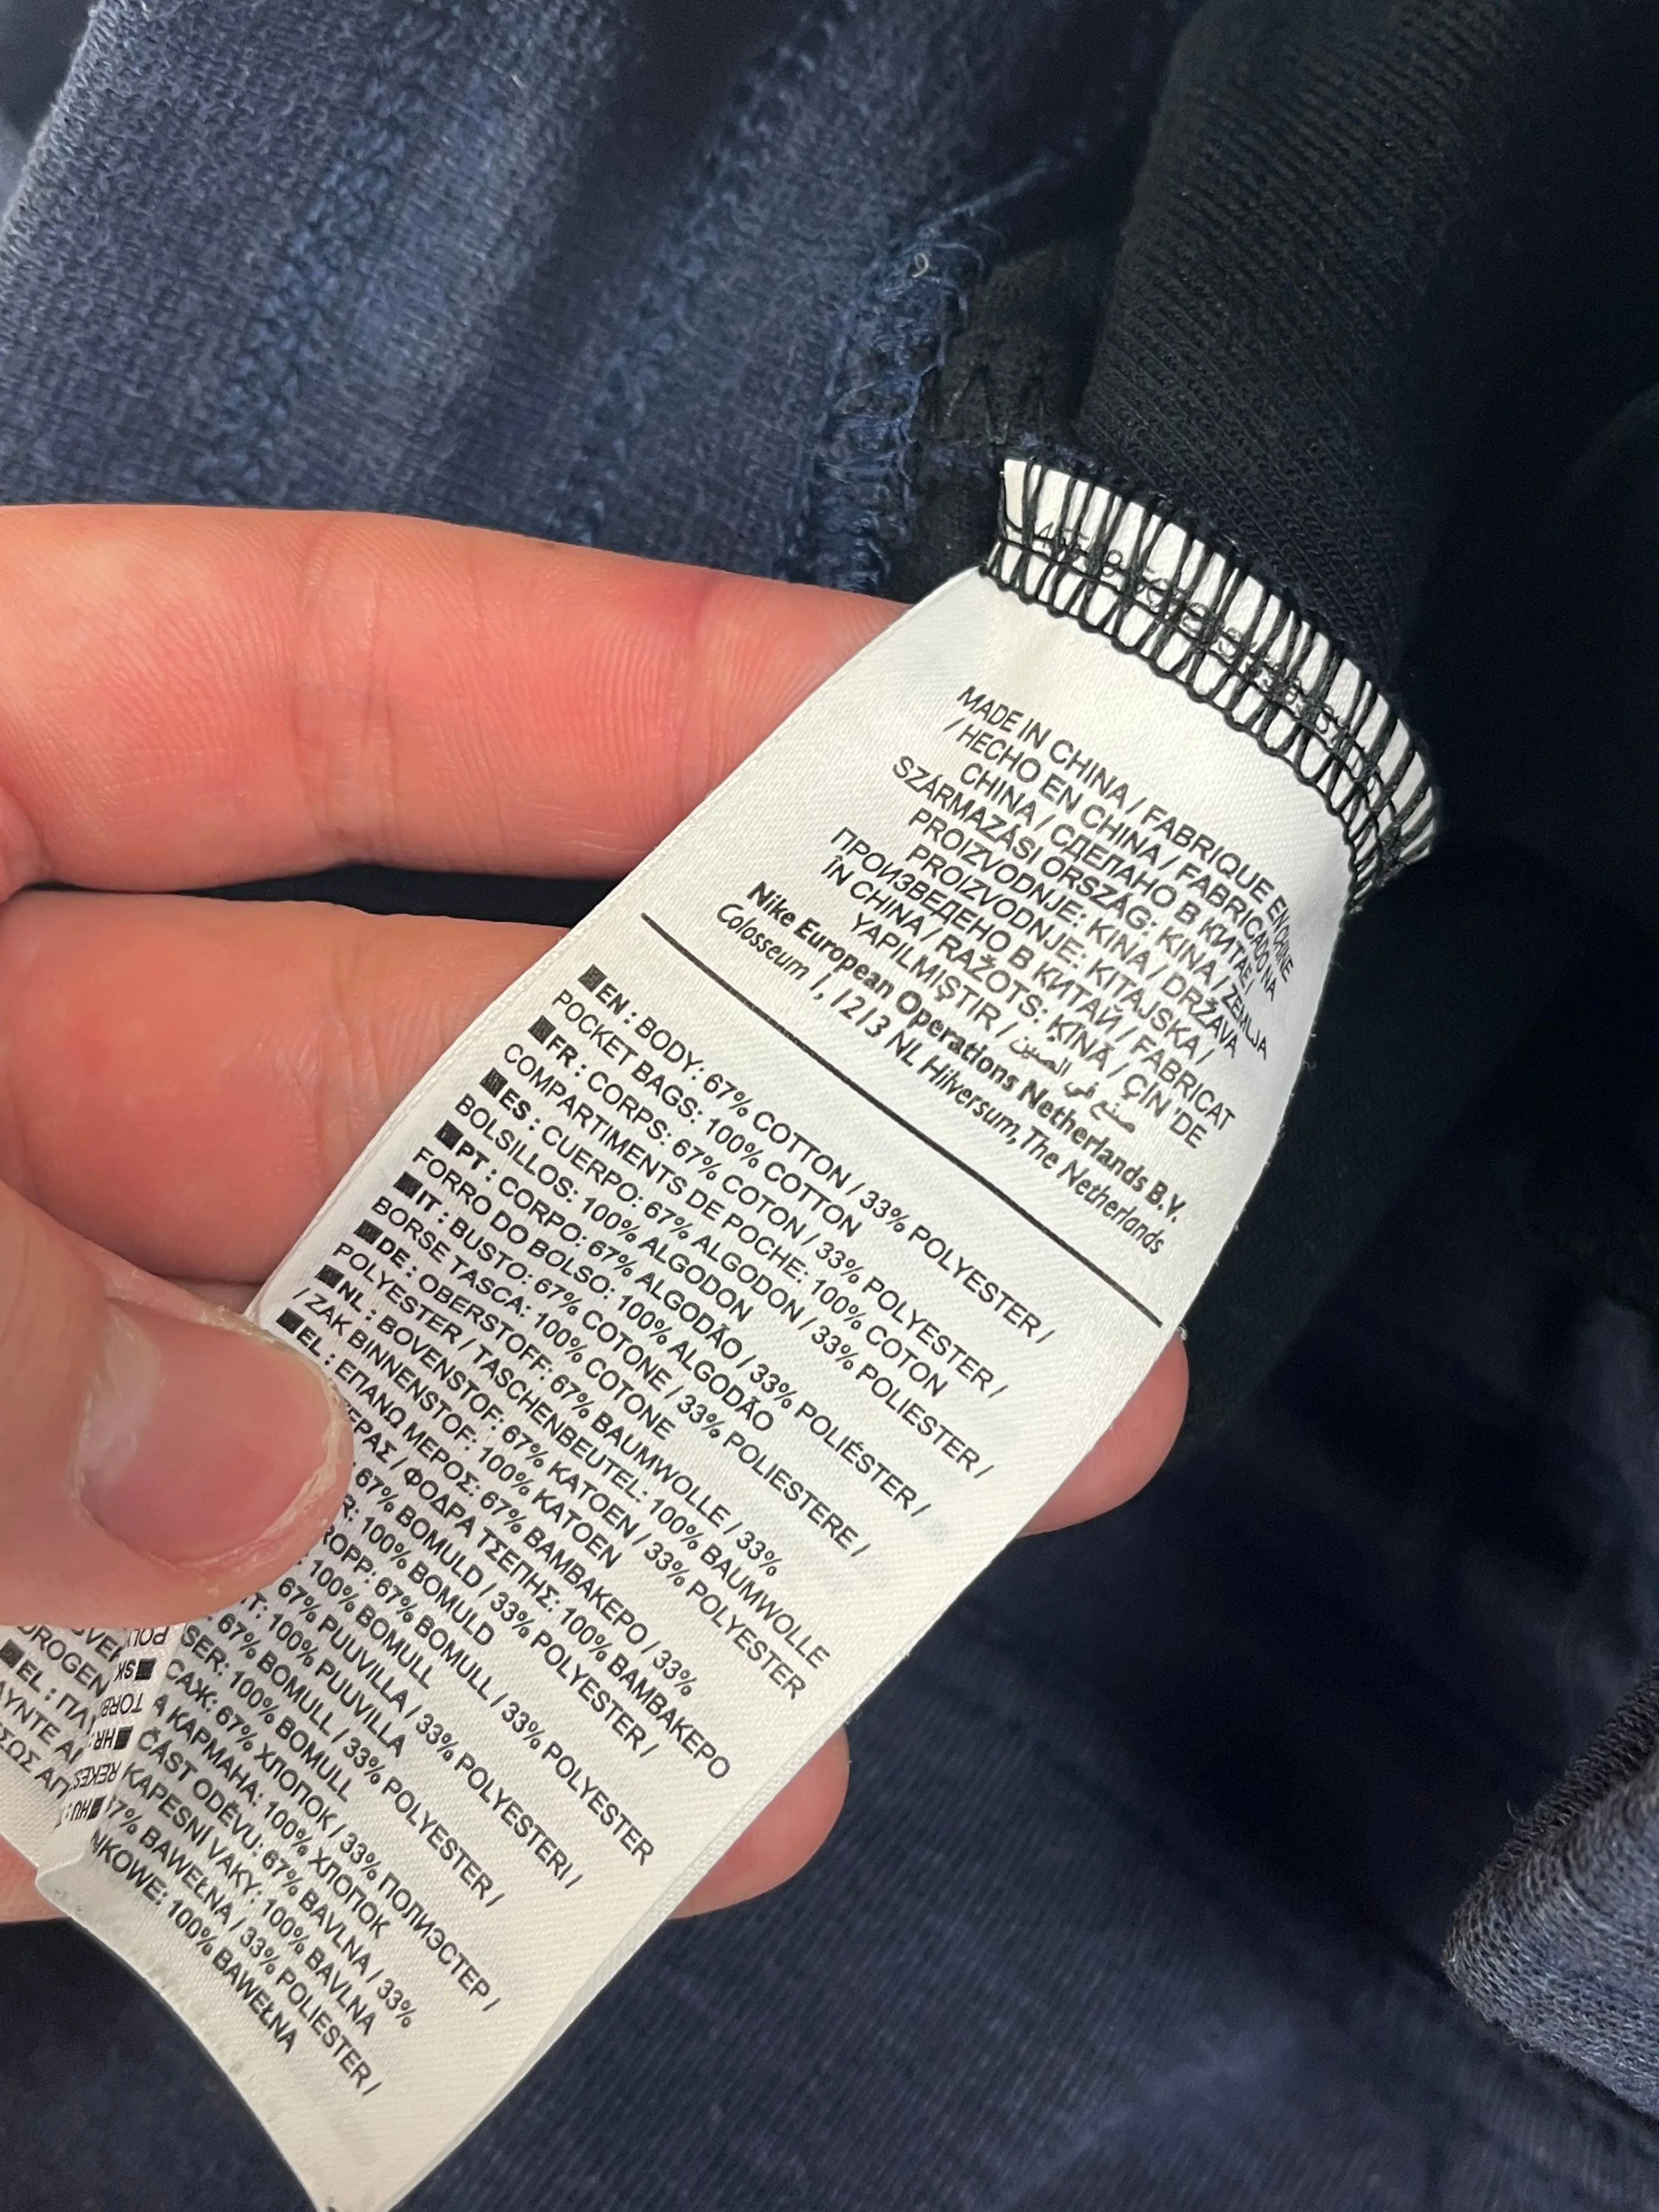 MADE IN CHINA / FABRIQUE EN CHINE
/ HECHO EN CHINA / FABRICADO NA
CHINA / СДЕЛАНО В КИТАЕ /
SZÁRMAZÁSI ORSZÁG: KÍNA / ZEMLJA
PROIZVODNJE: KINA / DRŽAVA
PROIZVODNJE: KITAJSKA /
ПРОИЗВЕДЕНО В КИТАЙ / FABRICAT
ÎN CHINA / RAŽOTS: ĶĪNĀ / ÇIN 'DE
YAPILMIŞTIR / صنع في الصين
Nike European Operations Netherlands B.V.
Colosseum 1, 1213 NL Hilversum, The Netherlands
EN : BODY: 67% COTTON / 33% POLYESTER /
POCKET BAGS: 100% COTTON
FR : CORPS: 67% COTON / 33% POLYESTER /
COMPARTIMENTS DE POCHE: 100% COTON
ES : CUERPO: 67% ALGODON / 33% POLIESTER /
BOLSILLOS: 100% ALGODON
PT : CORPO: 67% ALGODÃO / 33% POLIÉSTER /
FORRO DO BOLSO: 100% ALGODÃO
IT : BUSTO: 67% COTONE / 33% POLIESTERE /
BORSE TASCA: 100% COTONE
DE : OBERSTOFF: 67% BAUMWOLLE / 33%
POLYESTER / TASCHENBEUTEL: 100% BAUMWOLLE
NL : BOVENSTOF: 67% KATOEN / 33% POLYESTER
/ ZAK BINNENSTOF: 100% KATOEN
EL : ΕΠΑΝΩ ΜΕΡΟΣ: 67% ΒΑΜΒΑΚΕΡΟ / 33%
/ ΦΟΔΡΑ ΤΣΕΠΗΣ: 100% ΒΑΜΒΑΚΕΡΟ
67% BOMULD / 33% POLYESTER /
100% BOMULD
67% BOMULL / 33% POLYESTER
100% BOMULL
67% PUUVILLA / 33% POLYESTERI /
100% PUUVILLA
67% BOMULL / 33% POLYESTER /
100% BOMULL
67% ХЛОПОК / 33% ПОЛИЭСТЕР /
КАРМАНА: 100% ХЛОПОК
ČÁST ODĚVU: 67% BAVLNA / 33%
KAPESNÍ VAKY: 100% BAVLNA
67% BAWEŁNA / 33% POLIESTER /
100% BAWEŁNA
EL :
SK
HR :
HU :